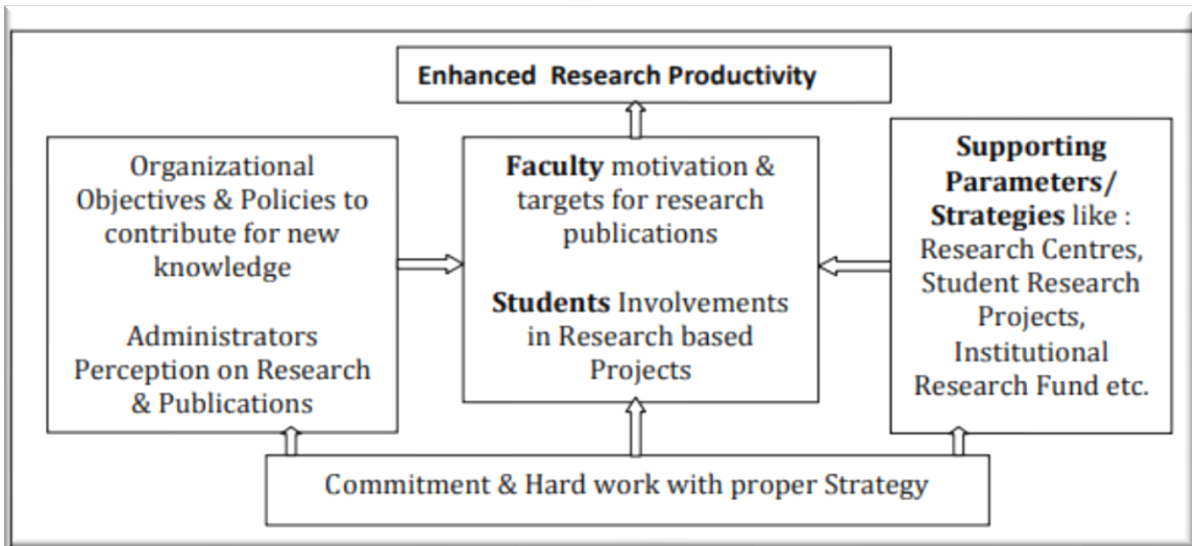 Enhanced Research Productivity
Organizational
Objectives & Policies to
contribute for new
knowledge
Administrators
Perception on Research
& Publications
Faculty motivation &
targets for research
publications
Students Involvements
in Research based
Projects
Supporting
Parameters/
Strategies like :
Research Centres,
Student Research
Projects,
Institutional
Research Fund etc.
Commitment & Hard work with proper Strategy